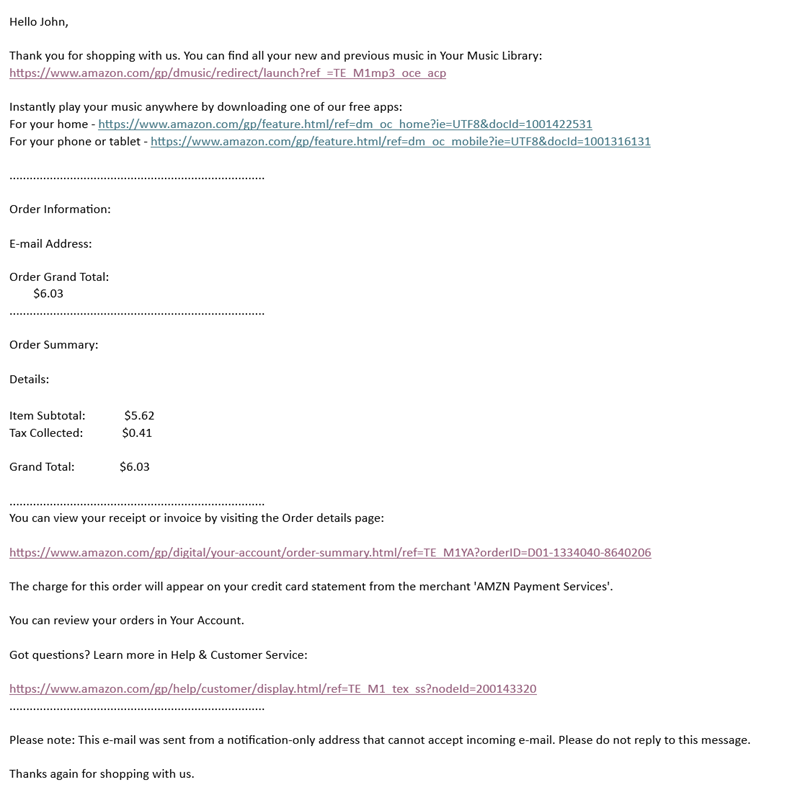 Hello John,
Thank you for shopping with us. You can find all your new and previous music in Your Music Library:
https://www.amazon.com/gp/dmusic/redirect/launch?ref_=TE_M1mp3_oce_acp
Instantly play your music anywhere by downloading one of our free apps:
For your home - https://www.amazon.com/gp/feature.html/ref=dm_oc_home?ie=UTF8&docId=1001422531
For your phone or tablet - https://www.amazon.com/gp/feature.html/ref=dm_oc_mobile?ie=UTF8&docId=1001316131
............................................................................
Order Information:
E-mail Address:
Order Grand Total:
$6.03
............................................................................
Order Summary:
Details:
Item Subtotal: $5.62
Tax Collected: $0.41
Grand Total: $6.03
............................................................................
You can view your receipt or invoice by visiting the Order details page:
https://www.amazon.com/gp/digital/your-account/order-summary.html/ref=TE_M1YA?orderID=D01-1334040-8640206
The charge for this order will appear on your credit card statement from the merchant 'AMZN Payment Services'.
You can review your orders in Your Account.
Got questions? Learn more in Help & Customer Service:
https://www.amazon.com/gp/help/customer/display.html/ref=TE_M1_tex_ss?nodeId=200143320
............................................................................
Please note: This e-mail was sent from a notification-only address that cannot accept incoming e-mail. Please do not reply to this message.
Thanks again for shopping with us.